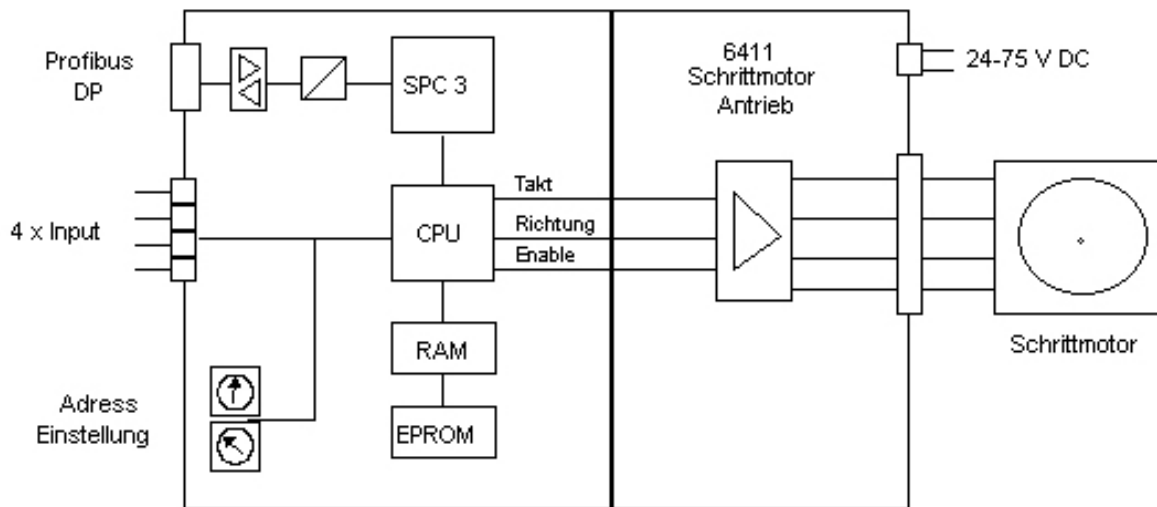 Profibus
DP
SPC 3
6411
Schrittmotor
Antrieb
24-75 V DC
4 x Input
CPU
Takt
Richtung
Enable
RAM
EPROM
Schrittmotor
Adress
Einstellung